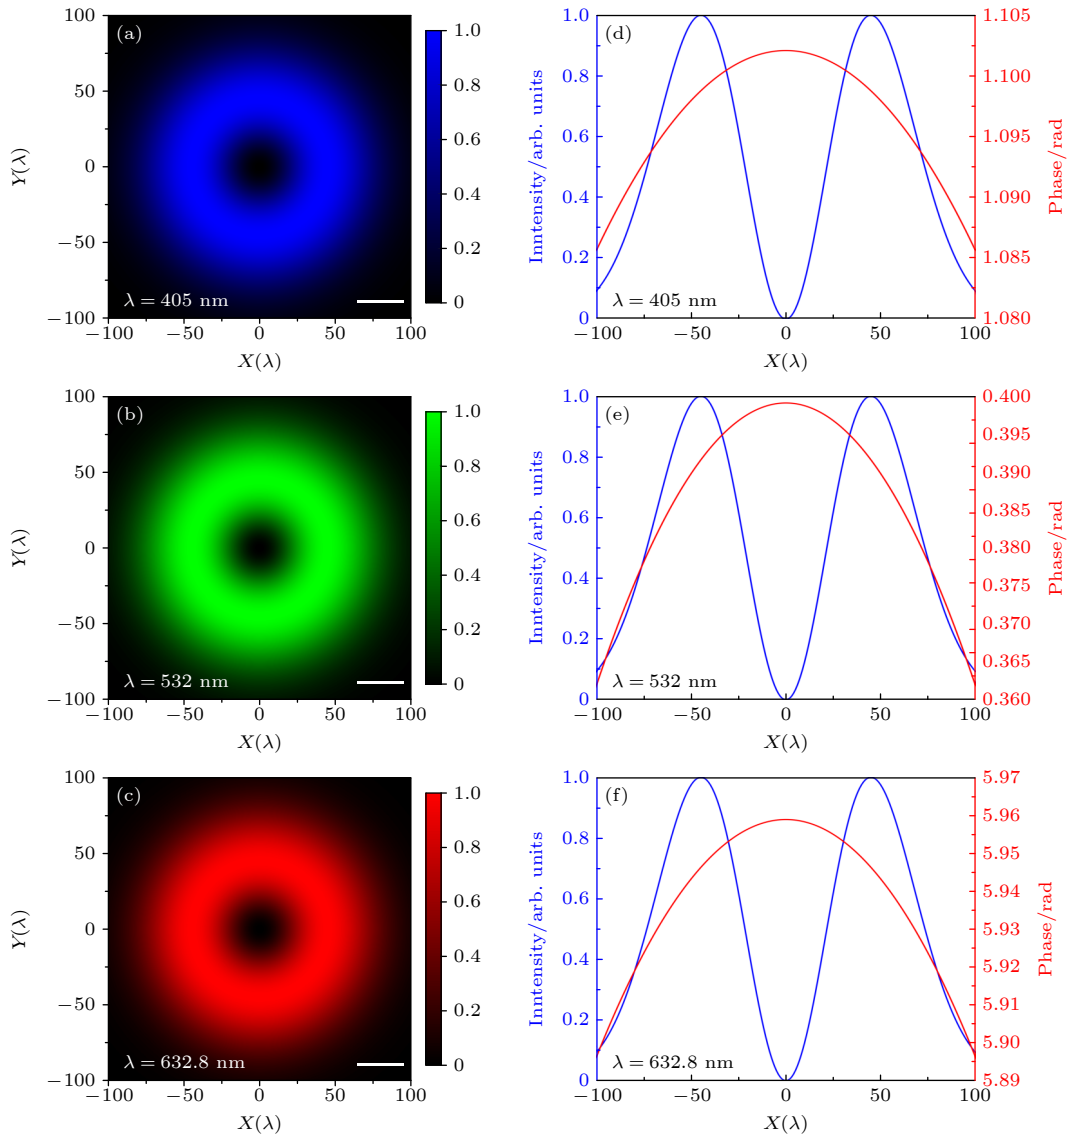 (a)
100
50
0
−50
−100
Y(λ)
λ = 405 nm
−100 −50 0 50 100
X(λ)
1.0
0.8
0.6
0.4
0.2
0
(d)
1.0
0.8
0.6
0.4
0.2
0
Inntensity/arb. units
λ = 405 nm
−100 −50 0 50 100
X(λ)
1.105
1.100
1.095
1.090
1.085
1.080
Phase/rad
(b)
100
50
0
−50
−100
Y(λ)
λ = 532 nm
−100 −50 0 50 100
X(λ)
1.0
0.8
0.6
0.4
0.2
0
(e)
1.0
0.8
0.6
0.4
0.2
0
Inntensity/arb. units
λ = 532 nm
−100 −50 0 50 100
X(λ)
0.400
0.395
0.390
0.385
0.380
0.375
0.370
0.365
0.360
Phase/rad
(c)
100
50
0
−50
−100
Y(λ)
λ = 632.8 nm
−100 −50 0 50 100
X(λ)
1.0
0.8
0.6
0.4
0.2
0
(f)
1.0
0.8
0.6
0.4
0.2
0
Inntensity/arb. units
λ = 632.8 nm
−100 −50 0 50 100
X(λ)
5.97
5.96
5.95
5.94
5.93
5.92
5.91
5.90
5.89
Phase/rad